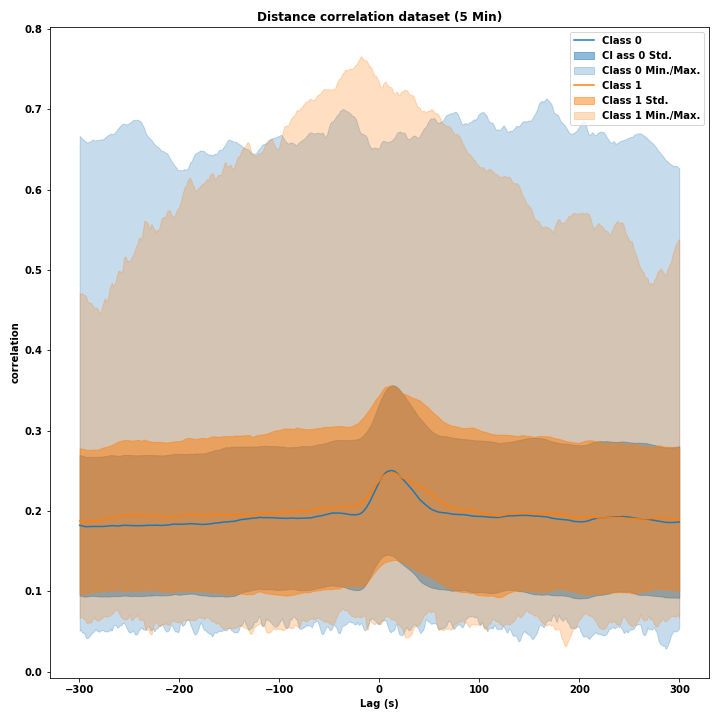 Distance correlation dataset (5 Min)
Class 0
Cl ass 0 Std.
Class 0 Min./Max.
Class 1
Class 1 Std.
Class 1 Min./Max.
0.8
0.7
0.6
0.5
0.4
0.3
0.2
0.1
0.0
correlation
−300
−200
−100
0
100
200
300
Lag (s)